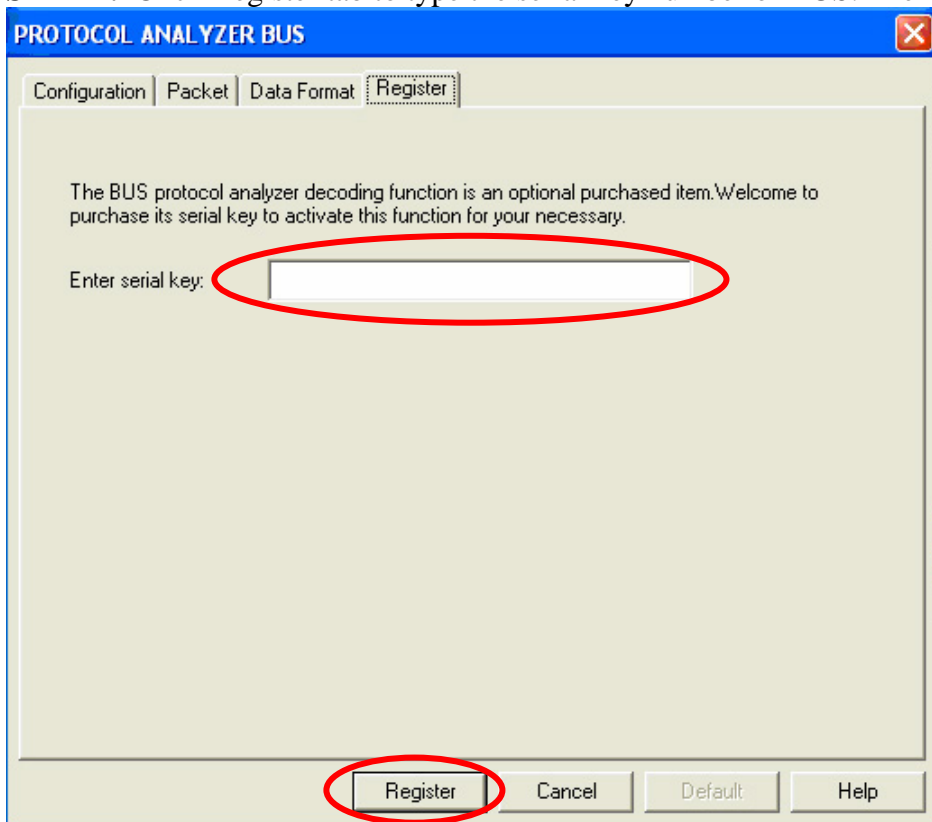 PROTOCOL ANALYZER BUS
Configuration Packet Data Format Register
The BUS protocol analyzer decoding function is an optional purchased item.Welcome to
purchase its serial key to activate this function for your necessary.
Enter serial key:
Register Cancel Default Help